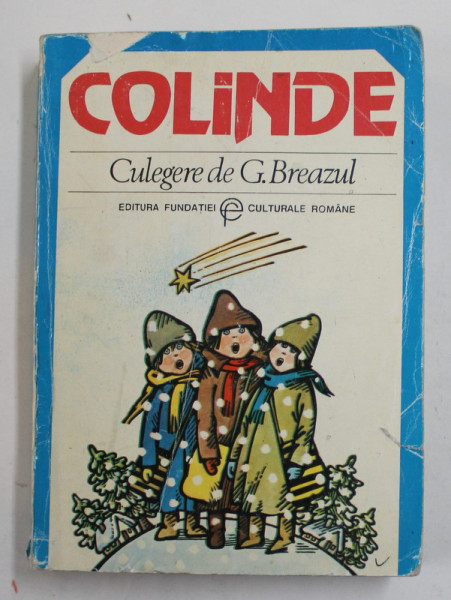 COLINDE
Culegere de G. Breazul
EDITURA FUNDAȚIEI CULTURALE ROMÂNE